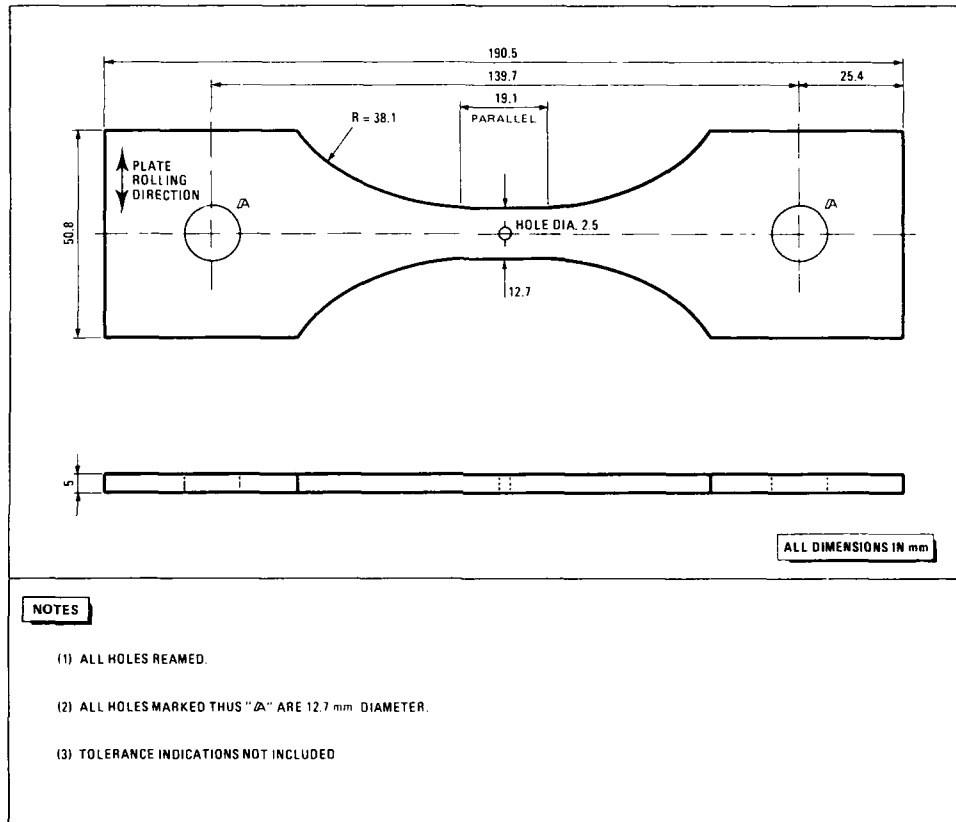 190.5
139.7
25.4
19.1
PARALLEL
R = 38.1
PLATE
ROLLING
DIRECTION
A
A
HOLE DIA. 2.5
50.8
12.7
5
ALL DIMENSIONS IN mm
NOTES
(1) ALL HOLES REAMED.
(2) ALL HOLES MARKED THUS "A" ARE 12.7 mm DIAMETER.
(3) TOLERANCE INDICATIONS NOT INCLUDED